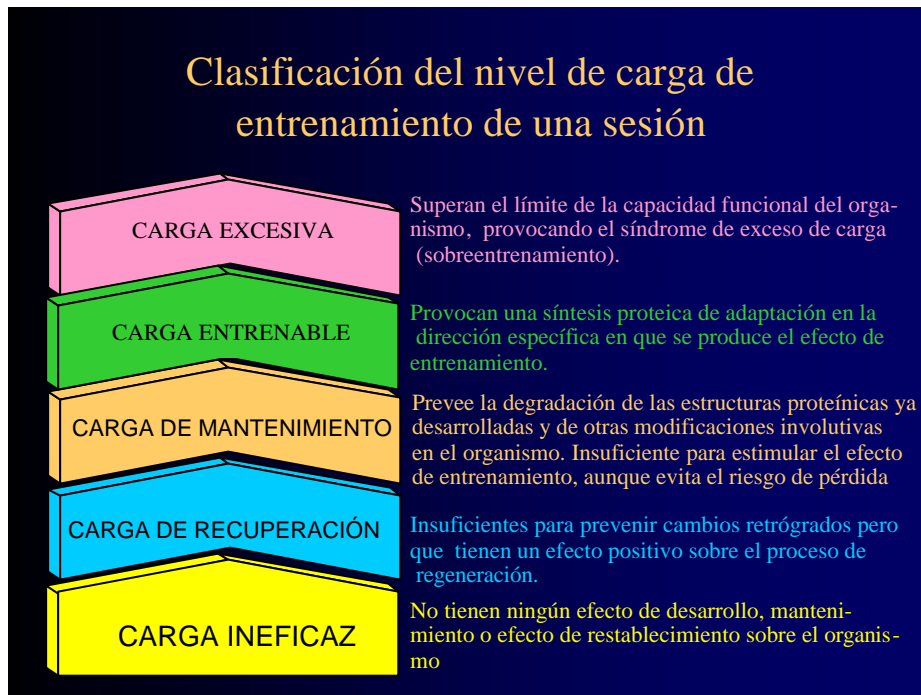 Clasificación del nivel de carga de
entrenamiento de una sesión
CARGA EXCESIVA
Superan el límite de la capacidad funcional del orga-
nismo, provocando el síndrome de exceso de carga
(sobreentrenamiento).
CARGA ENTRENABLE
Provocan una síntesis proteica de adaptación en la
dirección específica en que se produce el efecto de
entrenamiento.
CARGA DE MANTENIMIENTO
Prevee la degradación de las estructuras proteínicas ya
desarrolladas y de otras modificaciones involutivas
en el organismo. Insuficiente para estimular el efecto
de entrenamiento, aunque evita el riesgo de pérdida
CARGA DE RECUPERACIÓN
Insuficientes para prevenir cambios retrógrados pero
que tienen un efecto positivo sobre el proceso de
regeneración.
CARGA INEFICAZ
No tienen ningún efecto de desarrollo, manteni-
miento o efecto de restablecimiento sobre el organis-
mo